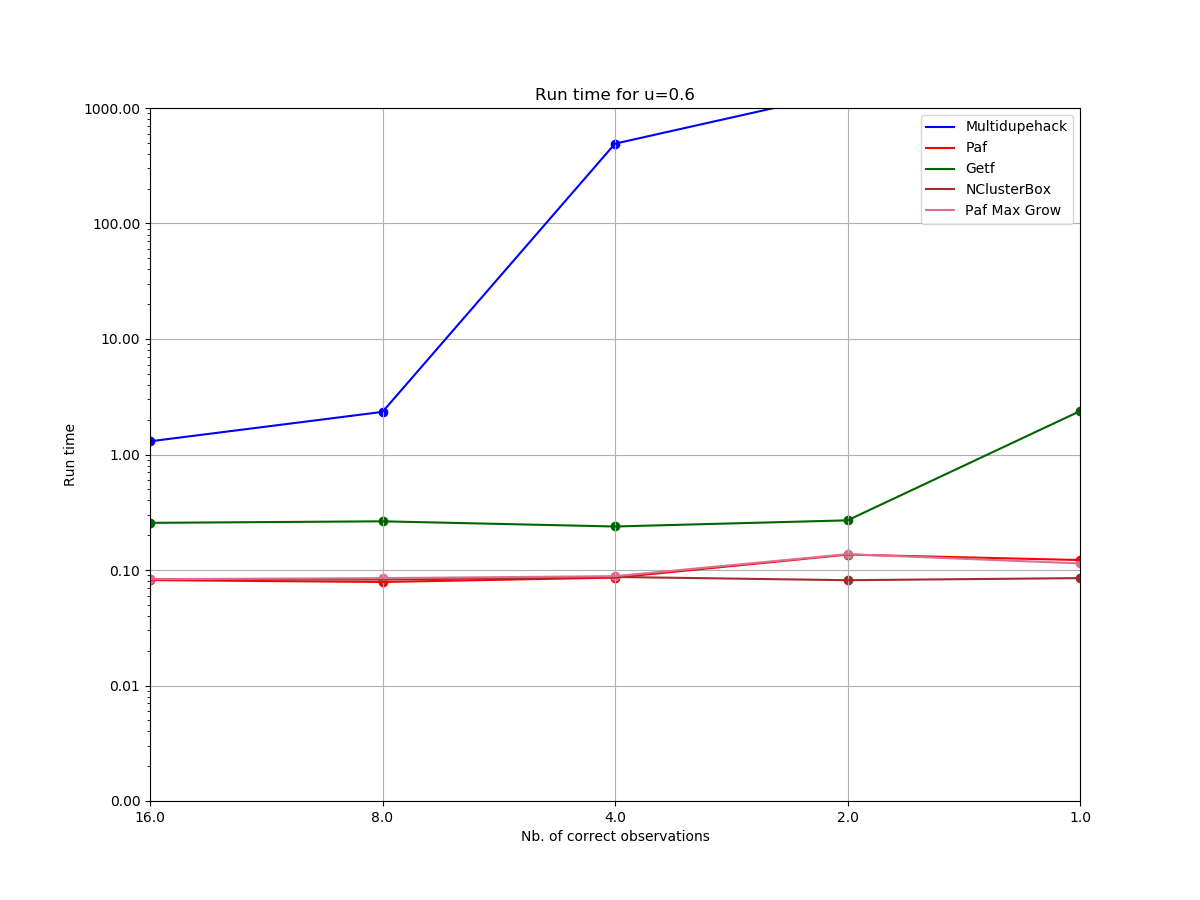 Run time for u=0.6
1000.00
100.00
10.00
1.00
0.10
0.01
0.00
Run time
Multidupehack
Paf
Getf
NClusterBox
Paf Max Grow
16.0
8.0
4.0
2.0
1.0
Nb. of correct observations